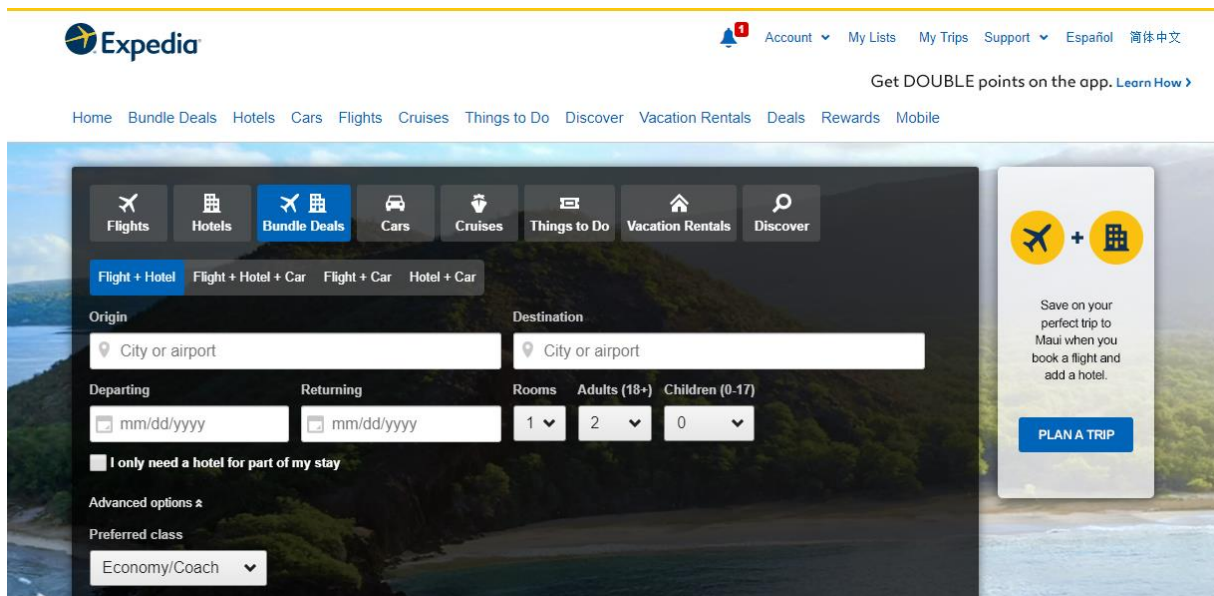 Expedia
1
Account My Lists My Trips Support Español 简体中文
Get DOUBLE points on the app. Learn How
Home Bundle Deals Hotels Cars Flights Cruises Things to Do Discover Vacation Rentals Deals Rewards Mobile
Flights Hotels Bundle Deals Cars Cruises Things to Do Vacation Rentals Discover
Flight + Hotel Flight + Hotel + Car Flight + Car Hotel + Car
Origin Destination
City or airport City or airport
Departing Returning Rooms Adults (18+) Children (0-17)
mm/dd/yyyy mm/dd/yyyy 1 2 0
I only need a hotel for part of my stay
Advanced options
Preferred class
Economy/Coach
+
Save on your
perfect trip to
Maui when you
book a flight and
add a hotel.
PLAN A TRIP